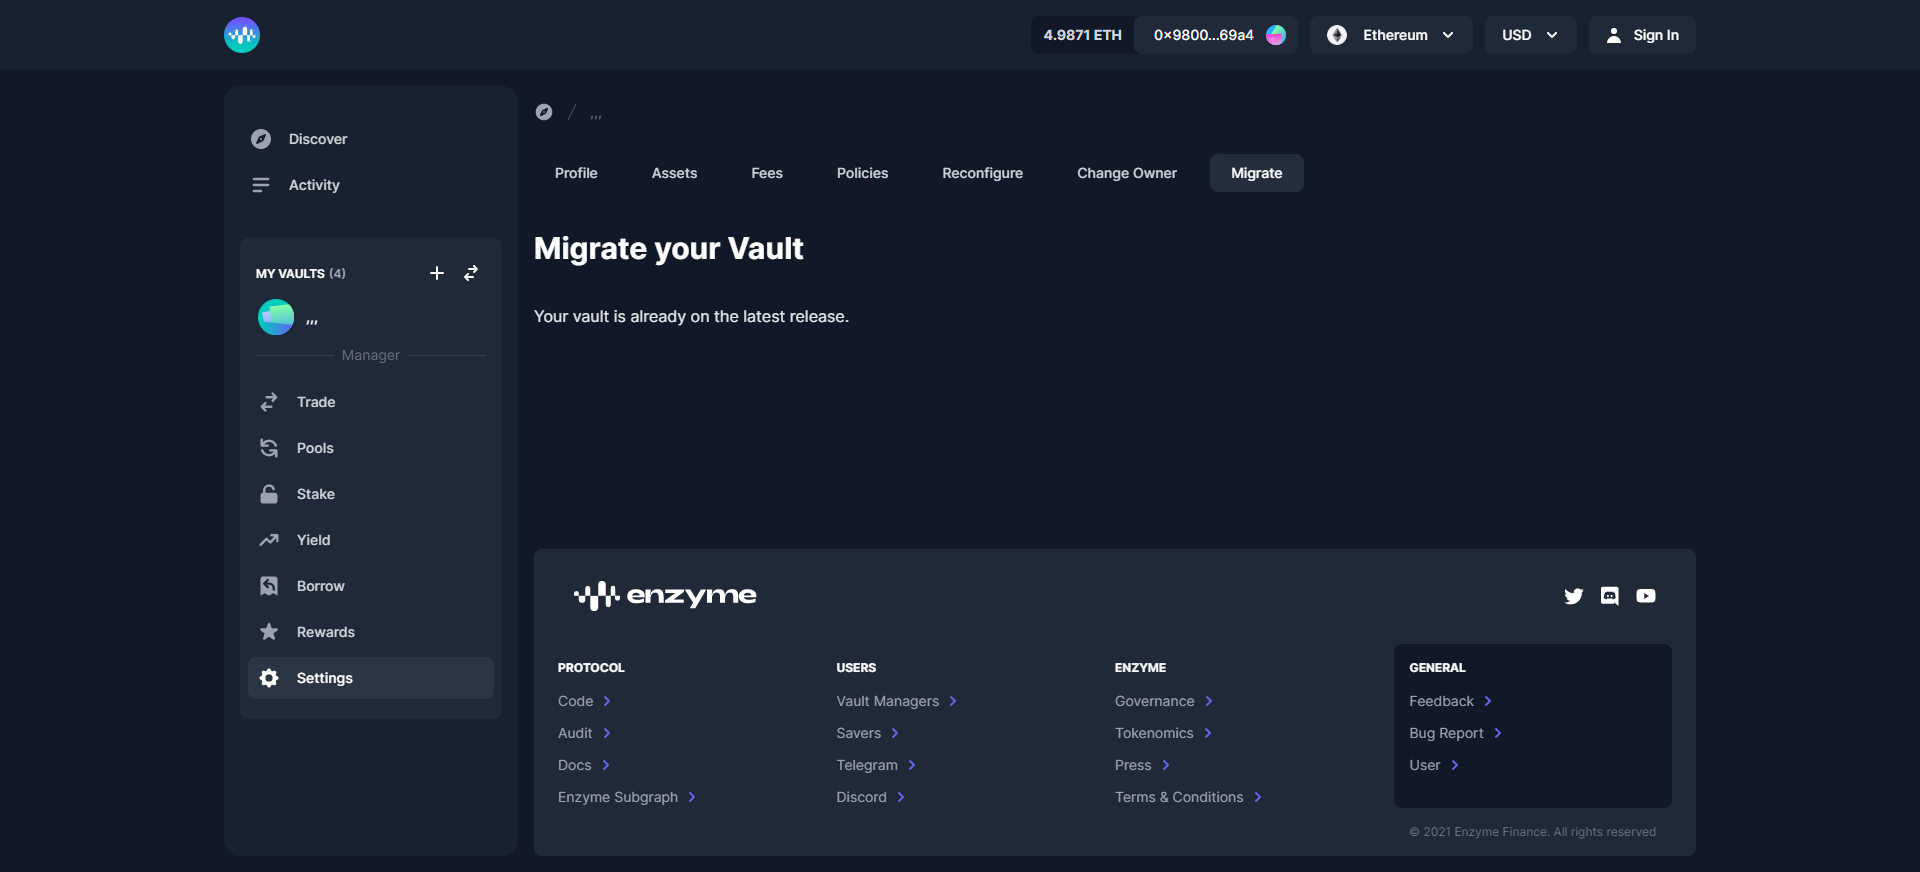 4.9871 ETH
0×9800...69a4
Ethereum
USD
Sign In
Discover
Activity
MY VAULTS (4)
,,,
Manager
Trade
Pools
Stake
Yield
Borrow
Rewards
Settings
/ ,,,
Profile
Assets
Fees
Policies
Reconfigure
Change Owner
Migrate
Migrate your Vault
Your vault is already on the latest release.
enzyme
PROTOCOL
Code
Audit
Docs
Enzyme Subgraph
USERS
Vault Managers
Savers
Telegram
Discord
ENZYME
Governance
Tokenomics
Press
Terms & Conditions
GENERAL
Feedback
Bug Report
User
© 2021 Enzyme Finance. All rights reserved